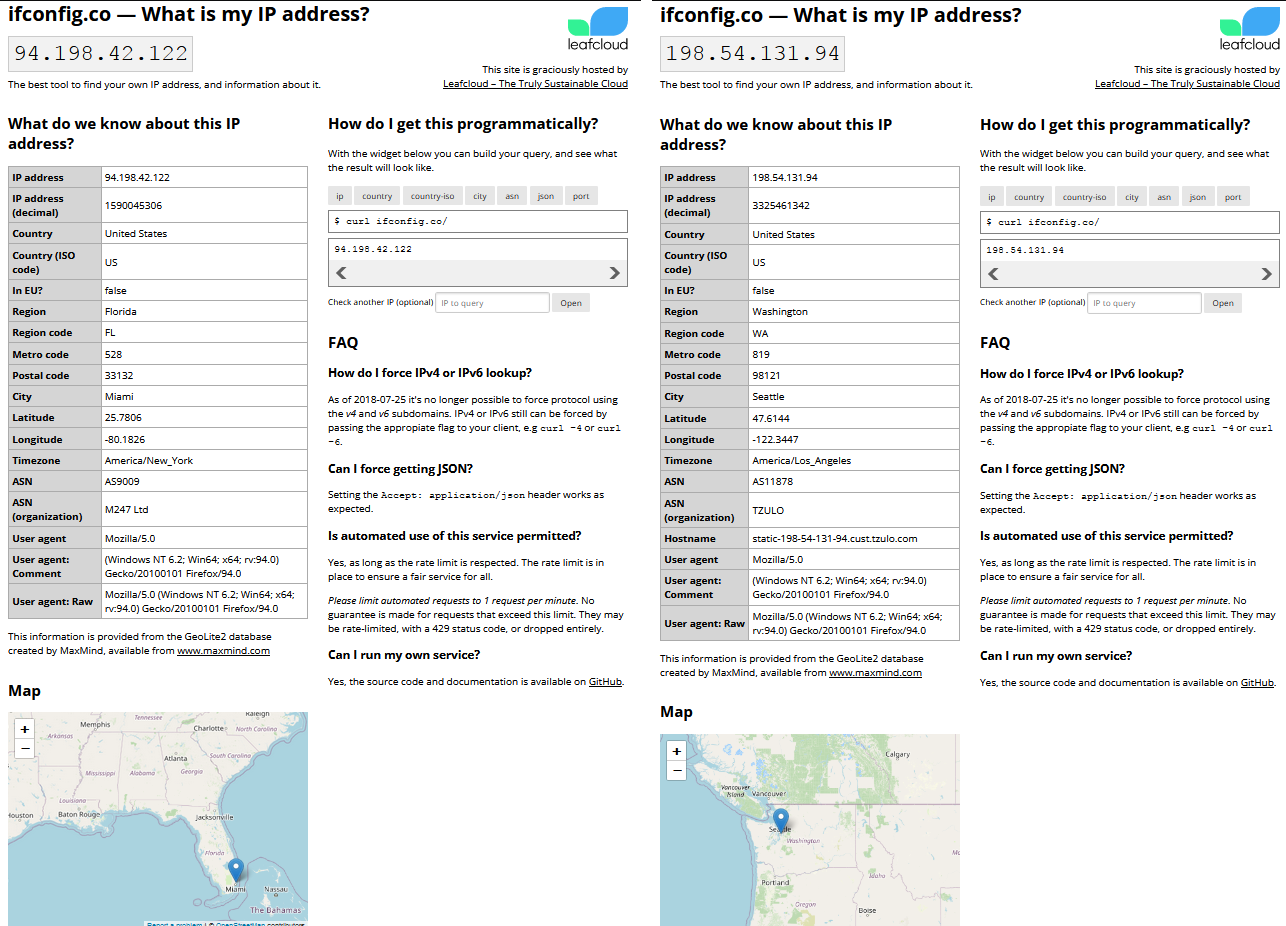 ifconfig.co — What is my IP address?
94.198.42.122
The best tool to find your own IP address, and information about it.
leafcloud
This site is graciously hosted by
Leafcloud – The Truly Sustainable Cloud
What do we know about this IP
address?
IP address 94.198.42.122
IP address
(decimal) 1590045306
Country United States
Country (ISO
code) US
In EU? false
Region Florida
Region code FL
Metro code 528
Postal code 33132
City Miami
Latitude 25.7806
Longitude -80.1826
Timezone America/New_York
ASN AS9009
ASN
(organization) M247 Ltd
User agent Mozilla/5.0
User agent:
Comment (Windows NT 6.2; Win64; x64; rv:94.0)
Gecko/20100101 Firefox/94.0
User agent: Raw Mozilla/5.0 (Windows NT 6.2; Win64; x64;
rv:94.0) Gecko/20100101 Firefox/94.0
This information is provided from the GeoLite2 database
created by MaxMind, available from www.maxmind.com
Map
+
−
Memphis
Tennessee
Raleigh
Charlotte
North Carolina
Arkansas
Atlanta
South Carolina
Mississippi
Alabama
Georgia
Louisiana
Baton Rouge
Houston
Jacksonville
Florida
Miami
Nassau
The Bahamas
Report a problem | © OpenStreetMap contributors
How do I get this programmatically?
With the widget below you can build your query, and see what
the result will look like.
ip country country-iso city asn json port
$ curl ifconfig.co/
94.198.42.122
Check another IP (optional) IP to query Open
FAQ
How do I force IPv4 or IPv6 lookup?
As of 2018-07-25 it's no longer possible to force protocol using
the v4 and v6 subdomains. IPv4 or IPv6 still can be forced by
passing the appropiate flag to your client, e.g curl -4 or curl
-6.
Can I force getting JSON?
Setting the Accept: application/json header works as
expected.
Is automated use of this service permitted?
Yes, as long as the rate limit is respected. The rate limit is in
place to ensure a fair service for all.
Please limit automated requests to 1 request per minute. No
guarantee is made for requests that exceed this limit. They may
be rate-limited, with a 429 status code, or dropped entirely.
Can I run my own service?
Yes, the source code and documentation is available on GitHub.
ifconfig.co — What is my IP address?
198.54.131.94
The best tool to find your own IP address, and information about it.
leafcloud
This site is graciously hosted by
Leafcloud – The Truly Sustainable Cloud
What do we know about this IP
address?
IP address 198.54.131.94
IP address
(decimal) 3325461342
Country United States
Country (ISO
code) US
In EU? false
Region Washington
Region code WA
Metro code 819
Postal code 98121
City Seattle
Latitude 47.6144
Longitude -122.3447
Timezone America/Los_Angeles
ASN AS11878
ASN
(organization) TZULO
Hostname static-198-54-131-94.cust.tzulo.com
User agent Mozilla/5.0
User agent:
Comment (Windows NT 6.2; Win64; x64; rv:94.0)
Gecko/20100101 Firefox/94.0
User agent: Raw Mozilla/5.0 (Windows NT 6.2; Win64; x64;
rv:94.0) Gecko/20100101 Firefox/94.0
This information is provided from the GeoLite2 database
created by MaxMind, available from www.maxmind.com
Map
+
−
Calgary
Vancouver
Island
Vancouver
Seattle
Washington
Portland
Idaho
Oregon
Boise
How do I get this programmatically?
With the widget below you can build your query, and see what
the result will look like.
ip country country-iso city asn json port
$ curl ifconfig.co/
198.54.131.94
Check another IP (optional) IP to query Open
FAQ
How do I force IPv4 or IPv6 lookup?
As of 2018-07-25 it's no longer possible to force protocol using
the v4 and v6 subdomains. IPv4 or IPv6 still can be forced by
passing the appropiate flag to your client, e.g curl -4 or curl
-6.
Can I force getting JSON?
Setting the Accept: application/json header works as
expected.
Is automated use of this service permitted?
Yes, as long as the rate limit is respected. The rate limit is in
place to ensure a fair service for all.
Please limit automated requests to 1 request per minute. No
guarantee is made for requests that exceed this limit. They may
be rate-limited, with a 429 status code, or dropped entirely.
Can I run my own service?
Yes, the source code and documentation is available on GitHub.